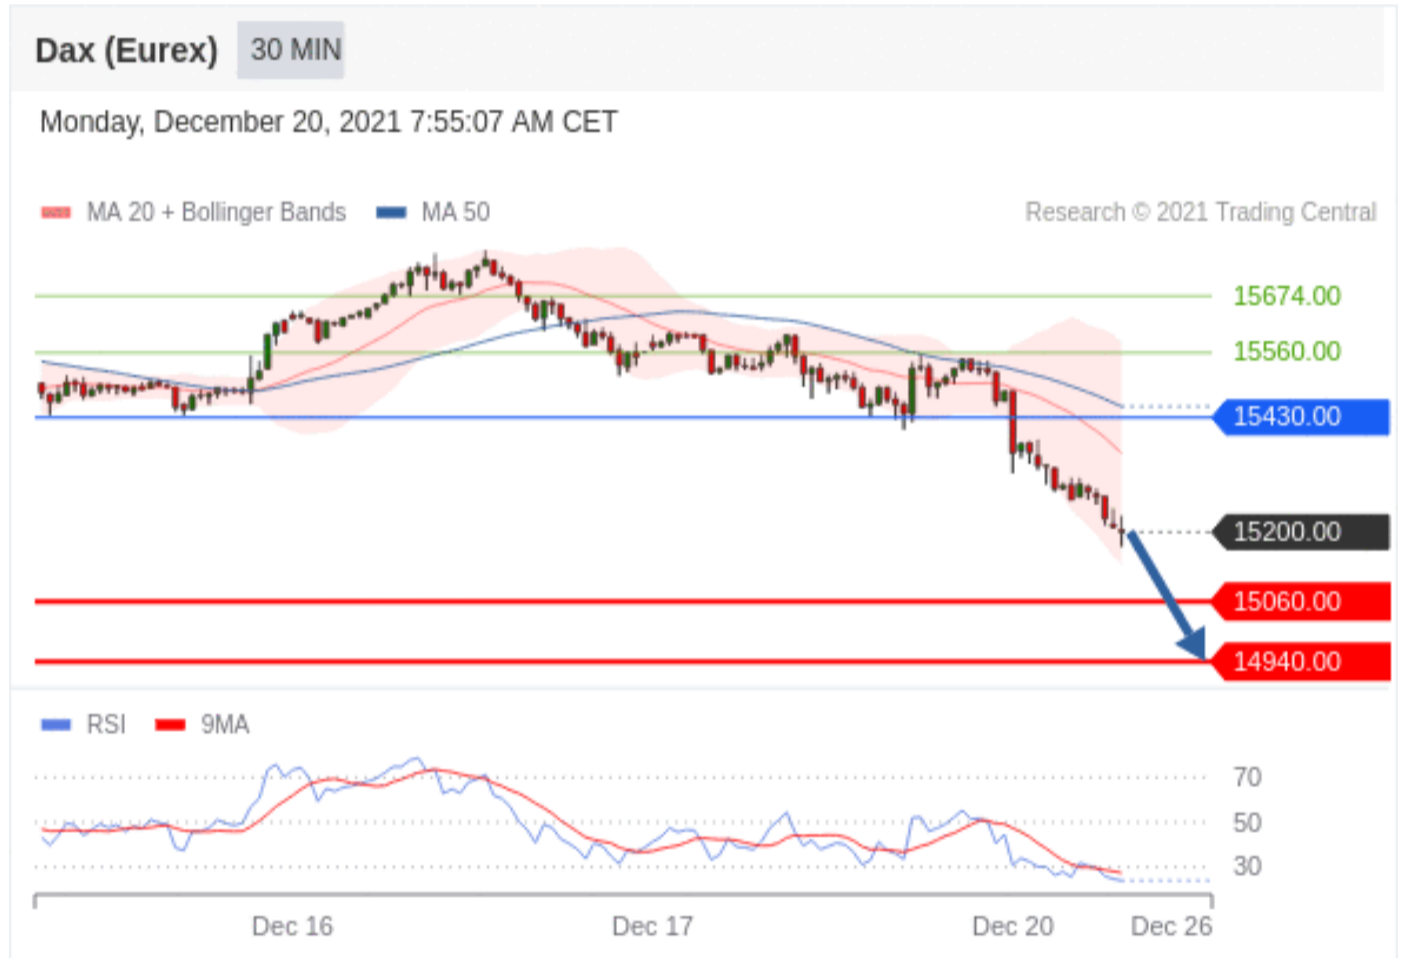 Dax (Eurex) 30 MIN
Monday, December 20, 2021 7:55:07 AM CET
MA 20 + Bollinger Bands MA 50 Research © 2021 Trading Central
15674.00
15560.00
15430.00
15200.00
15060.00
14940.00
RSI 9MA
70
50
30
Dec 16 Dec 17 Dec 20 Dec 26